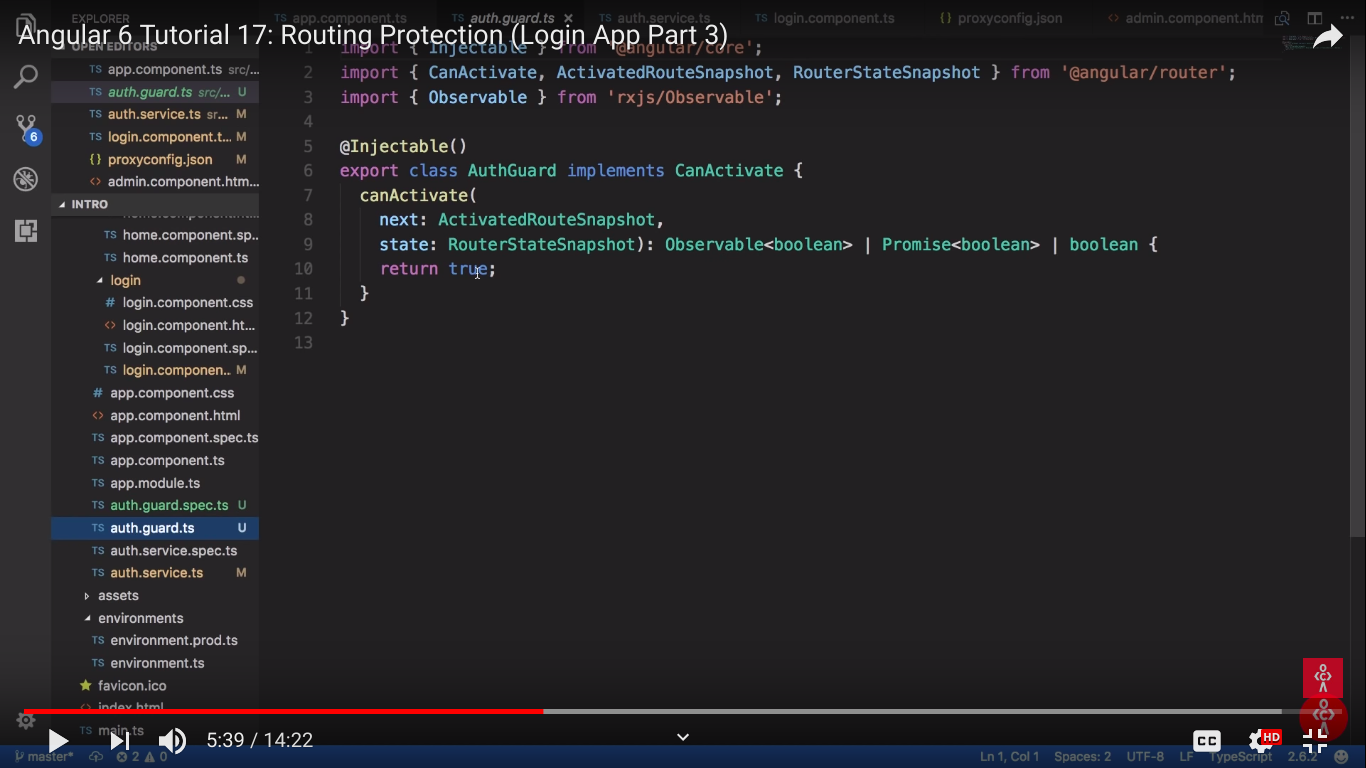 EXPLORER
app.component.ts auth.guard.ts × auth.service.ts login.component.ts {} proxyconfig.json <> admin.component.htm ···
Angular 6 Tutorial 17: Routing Protection (Login App Part 3)
OPEN EDITORS
TS app.component.ts src/...
TS auth.guard.ts src/... U
TS auth.service.ts sr... M
TS login.component.t... M
{} proxyconfig.json M
<> admin.component.htm...
INTRO
TS home.component.sp...
TS home.component.ts
login
# login.component.css
<> login.component.ht...
TS login.component.sp...
TS login.componen... M
# app.component.css
<> app.component.html
TS app.component.spec.ts
TS app.component.ts
TS app.module.ts
TS auth.guard.spec.ts U
TS auth.guard.ts U
TS auth.service.spec.ts
TS auth.service.ts M
assets
environments
TS environment.prod.ts
TS environment.ts
favicon.ico
<> index.html
TS main.ts
6
1 import { Injectable } from '@angular/core';
2 import { CanActivate, ActivatedRouteSnapshot, RouterStateSnapshot } from '@angular/router';
3 import { Observable } from 'rxjs/Observable';
4
5 @Injectable()
6 export class AuthGuard implements CanActivate {
7 canActivate(
8 next: ActivatedRouteSnapshot,
9 state: RouterStateSnapshot): Observable<boolean> | Promise<boolean> | boolean {
10 return true;
11 }
12 }
13
5:39 / 14:22
CC HD
master* 2 0 Ln 1, Col 1 Spaces: 2 UTF-8 LF TypeScript 2.6.2